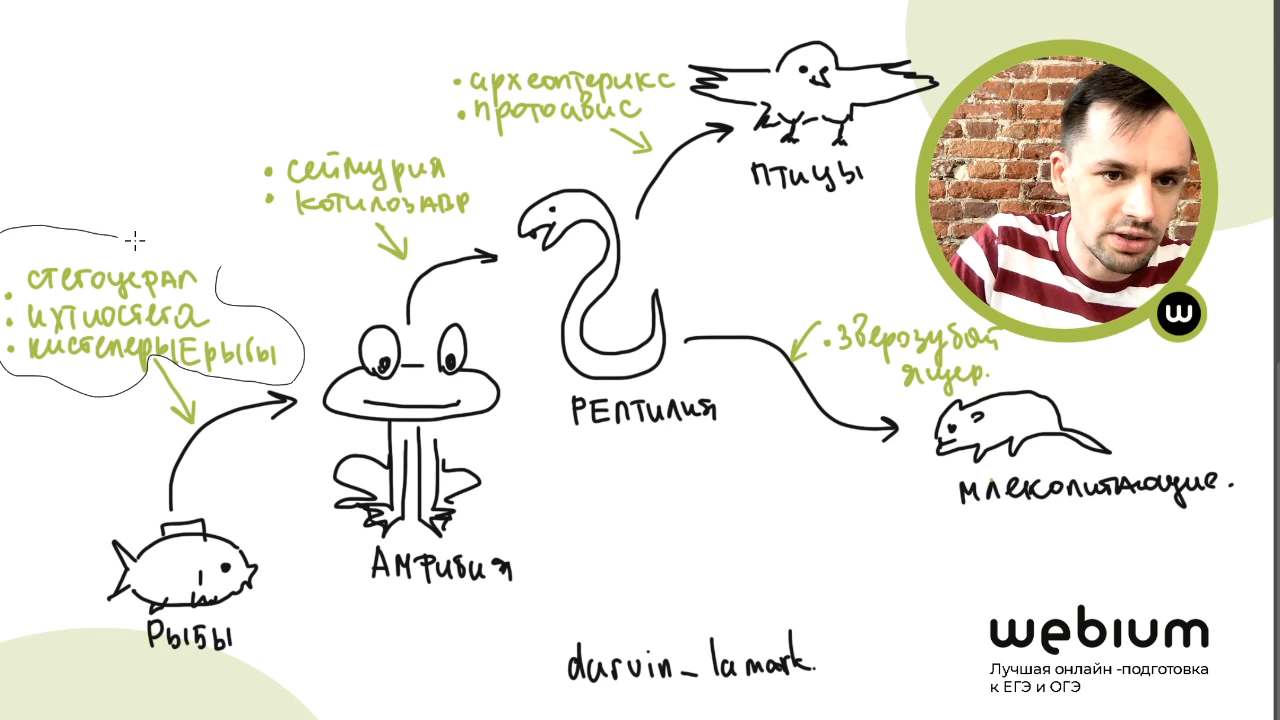 • археоптерикс
• протоавис
птицы
• сеймурия
• котилозавр
• стегоцефал
• ихтиостега
• кистеперыЕ рыбы
РЕПТИЛИЯ
• зверозубой
ящер.
млекопитающие.
Амфибия
Рыбы
darvin_lamark.
w
webium
Лучшая онлайн -подготовка
к ЕГЭ и ОГЭ